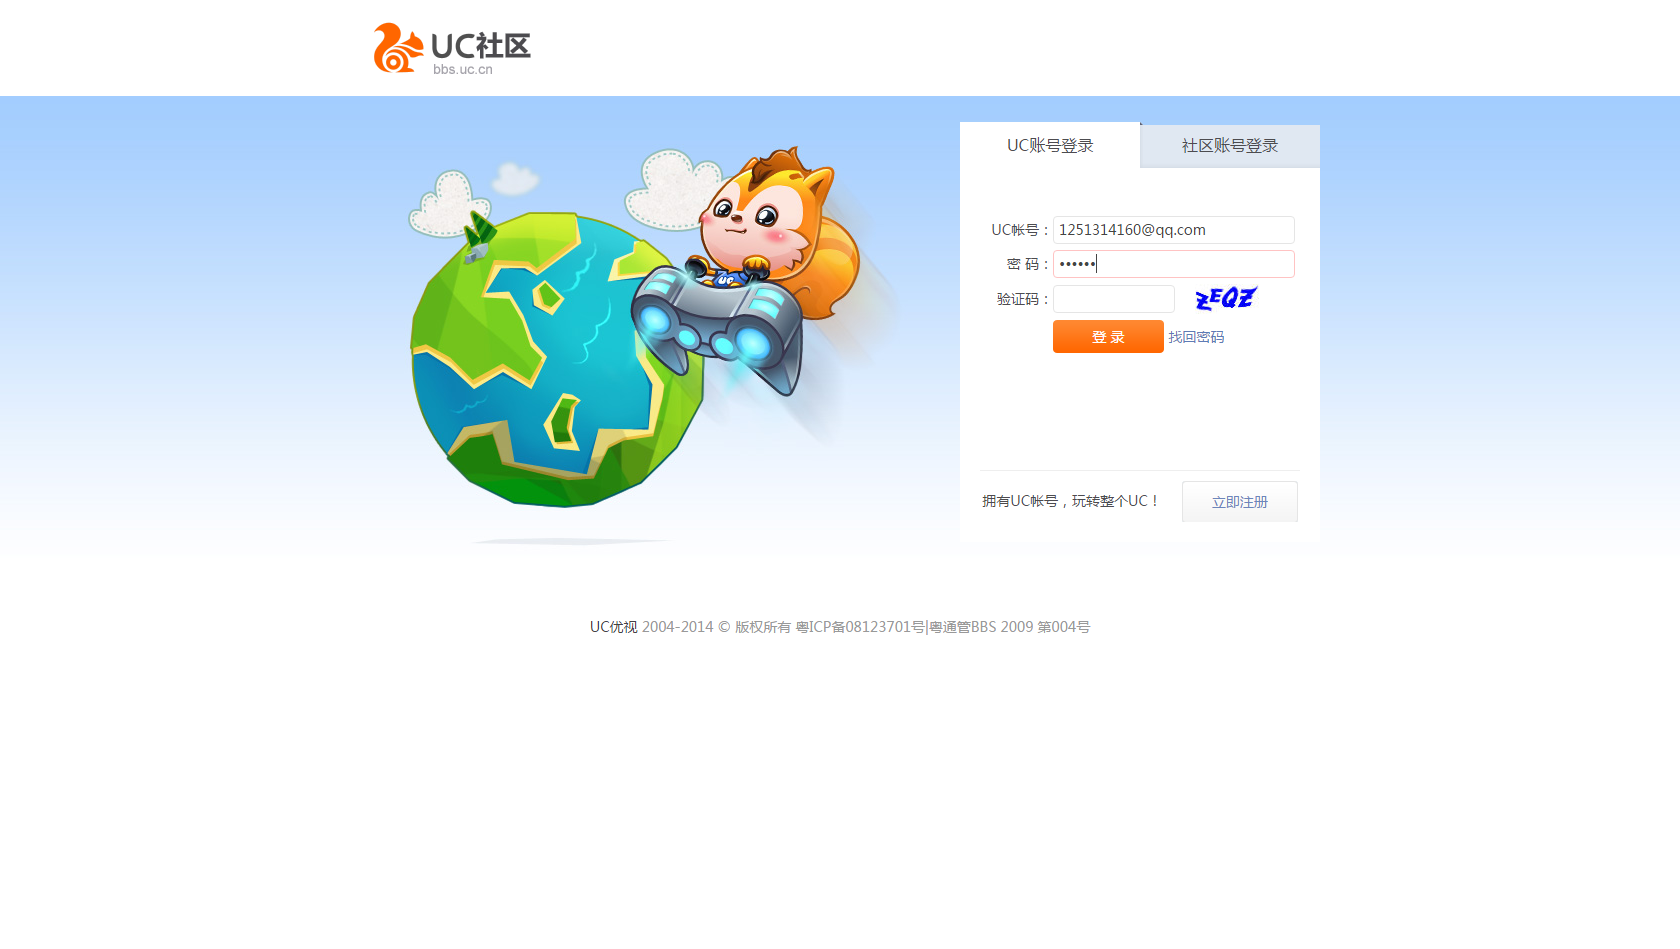 UC社区
bbs.uc.cn
UC账号登录
社区账号登录
UC帐号：
1251314160@qq.com
密 码：
••••••
验证码：
ZEQZ
登 录
找回密码
UC
拥有UC帐号，玩转整个UC！
立即注册
UC优视 2004-2014 © 版权所有 粤ICP备08123701号|粤通管BBS 2009 第004号